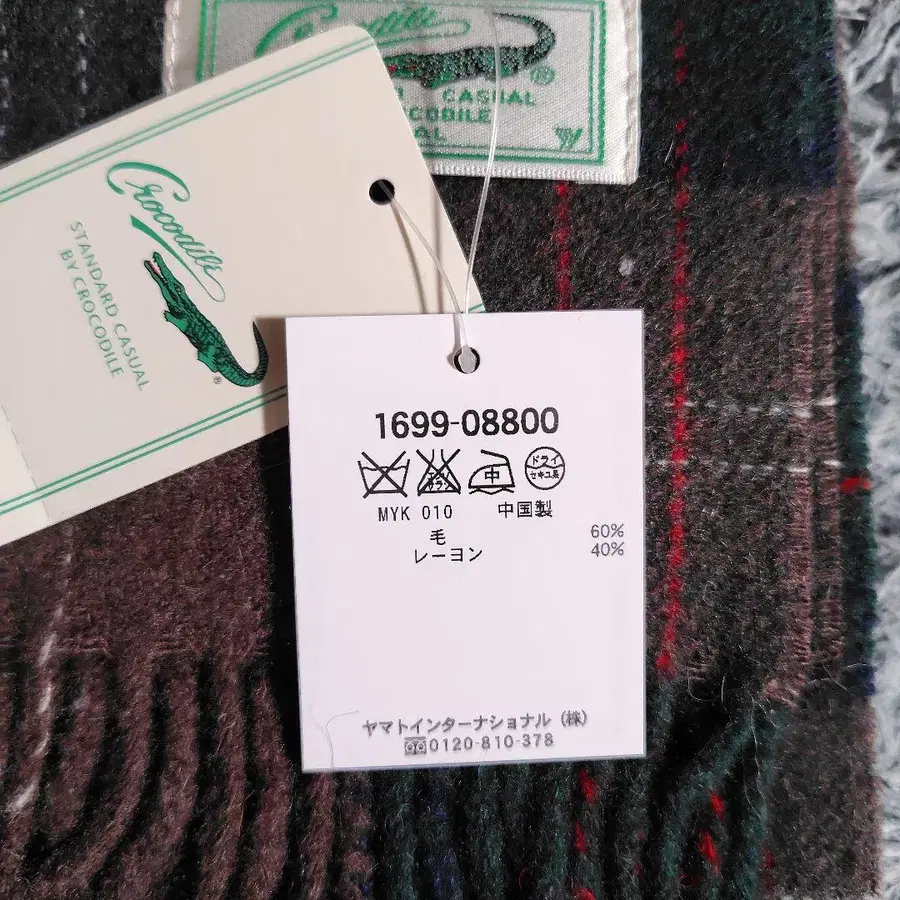 Crocodile
CASUAL
CROCODILE
Crocodile
STANDARD CASUAL
BY CROCODILE
®
1699-08800
中 ドライ
セキユ系
MYK 010 中国製
毛 60%
レーヨン 40%
ヤマトインターナショナル(株)
0120-810-378